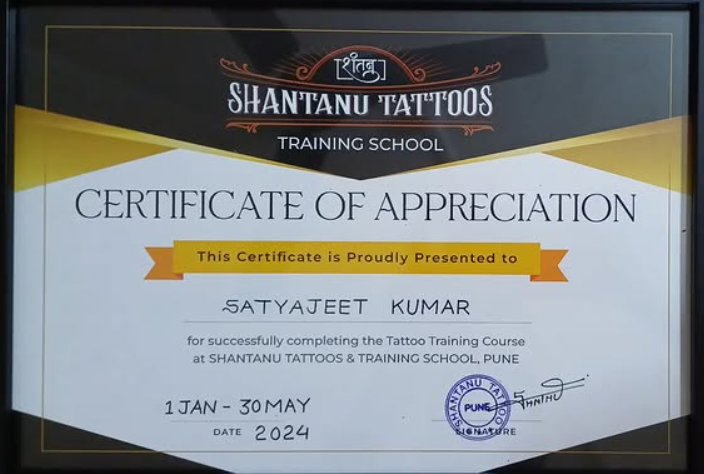 शंतनु
SHANTANU TATTOOS
TRAINING SCHOOL
CERTIFICATE OF APPRECIATION
This Certificate is Proudly Presented to
SATYAJEET KUMAR
for successfully completing the Tattoo Training Course
at SHANTANU TATTOOS & TRAINING SCHOOL, PUNE
1 JAN - 30 MAY
DATE 2024
SHANTANU TATTOO
PUNE
SIGNATURE